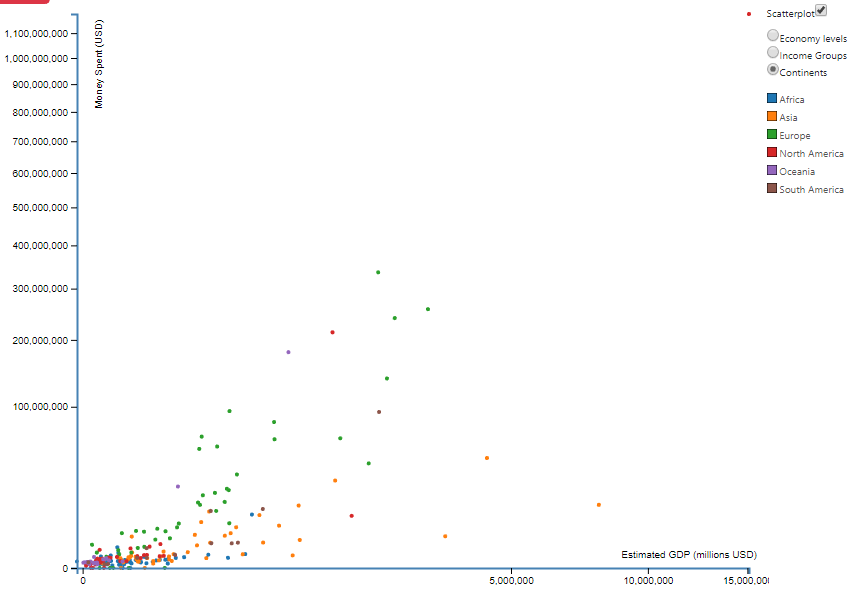 Scatterplot
Economy levels
Income Groups
Continents
Africa
Asia
Europe
North America
Oceania
South America
Money Spent (USD)
1,100,000,000
1,000,000,000
900,000,000
800,000,000
700,000,000
600,000,000
500,000,000
400,000,000
300,000,000
200,000,000
100,000,000
0
Estimated GDP (millions USD)
0
5,000,000
10,000,000
15,000,00